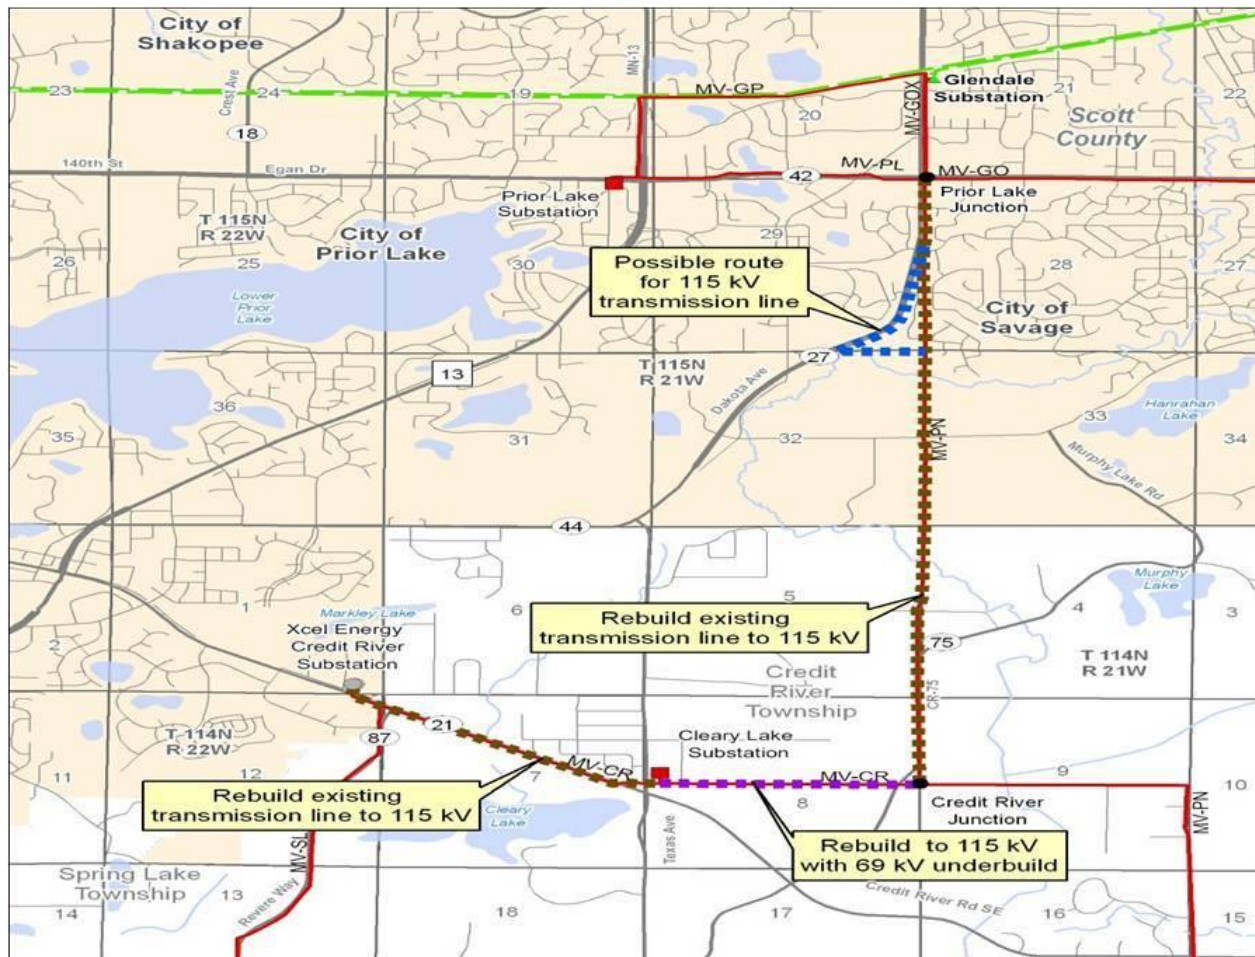 City of
Shakopee
23
24
19
Crest Ave
18
MN-13
MV-GP
20
MV-GOX
Glendale
Substation
21
22
Scott
County
140th St
Egan Dr
MV-PL
42
MV-GO
Prior Lake
Substation
Prior Lake
Junction
T 115N
R 22W
City of
Prior Lake
26
25
30
29
28
27
Lower
Prior
Lake
Possible route
for 115 kV
transmission line
City of
Savage
13
T 115N
R 21W
27
Dakota Ave
36
35
31
32
33
34
Hanrahan
Lake
MV-PN
Murphy Lake Rd
44
Murphy
Lake
1
2
6
5
4
3
Markley Lake
Xcel Energy
Credit River
Substation
Rebuild existing
transmission line to 115 kV
75
CR-75
T 114N
R 21W
Credit
River
Township
T 114N
R 22W
87
21
Cleary Lake
Substation
11
12
7
MV-CR
MV-CR
8
9
10
Rebuild existing
transmission line to 115 kV
Cleary
Lake
Credit River
Junction
MV-PN
MV-SL
Texas Ave
Rebuild to 115 kV
with 69 kV underbuild
Spring Lake
Township
14
13
Revere Way
18
17
Credit River Rd SE
16
15